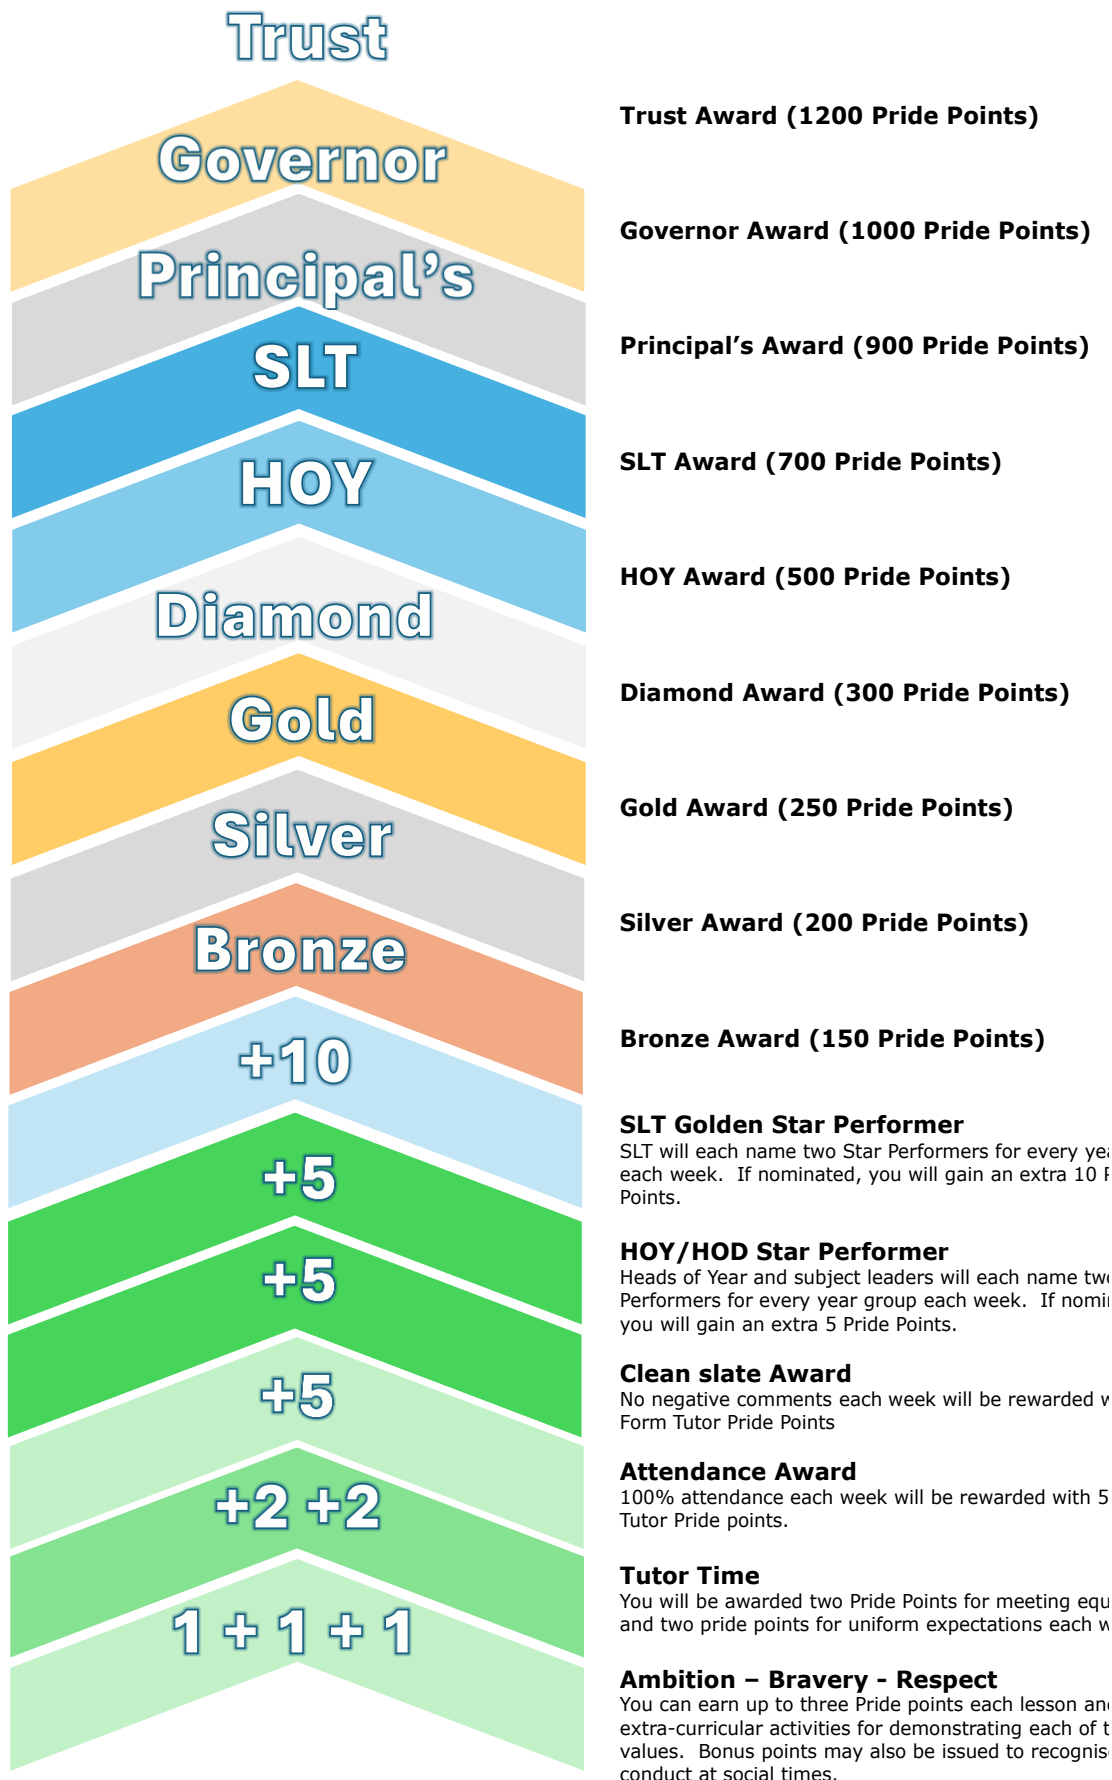 Trust
Trust Award (1200 Pride Points)
Governor
Governor Award (1000 Pride Points)
Principal's
Principal’s Award (900 Pride Points)
SLT
SLT Award (700 Pride Points)
HOY
HOY Award (500 Pride Points)
Diamond
Diamond Award (300 Pride Points)
Gold
Gold Award (250 Pride Points)
Silver
Silver Award (200 Pride Points)
Bronze
Bronze Award (150 Pride Points)
+10
SLT Golden Star Performer
SLT will each name two Star Performers for every
each week.  If nominated, you will gain an extra 10
Points.
+5
HOY/HOD Star Performer
Heads of Year and subject leaders will each name
Performers for every year group each week.  If
you will gain an extra 5 Pride Points.
+5
Clean slate Award
No negative comments each week will be rewarded
Form Tutor Pride Points
+5
Attendance Award
100% attendance each week will be rewarded with 5
Tutor Pride points.
+2 +2
Tutor Time
You will be awarded two Pride Points for meeting
and two pride points for uniform expectations each
1 + 1 + 1
Ambition – Bravery - Respect
You can earn up to three Pride points each lesson
extra-curricular activities for demonstrating each of
values.  Bonus points may also be issued to
conduct at social times.